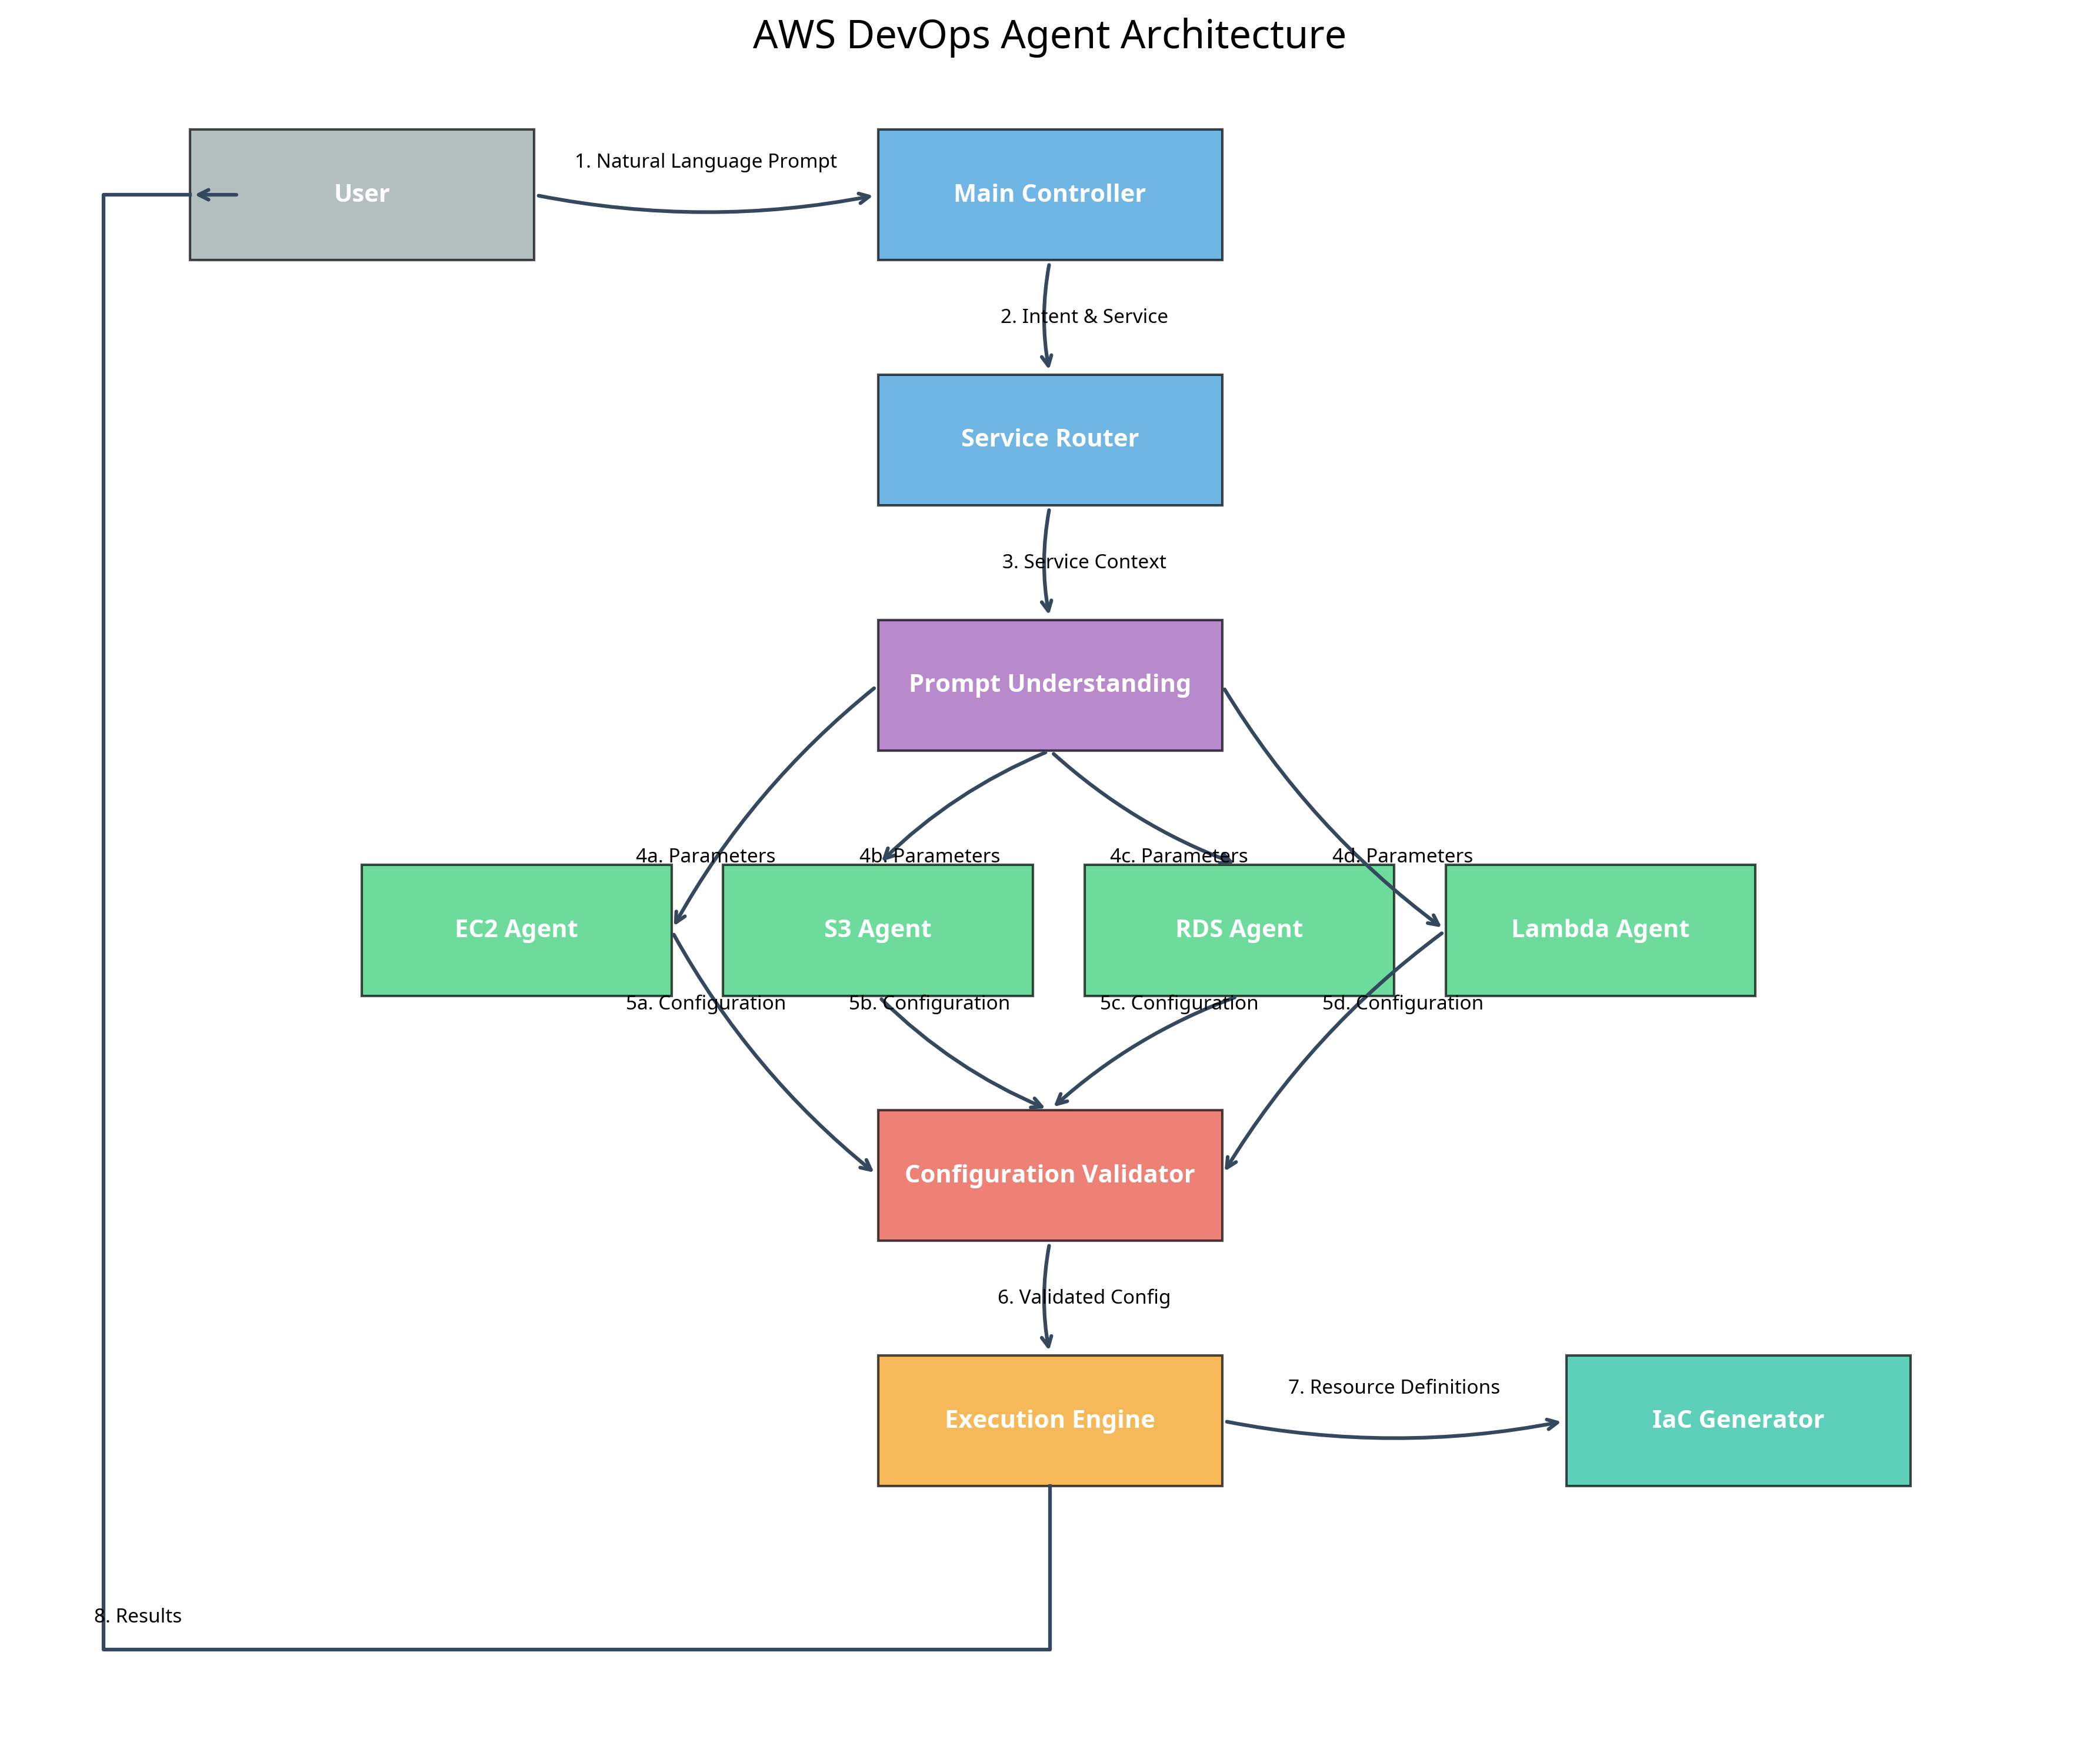 AWS DevOps Agent Architecture
User
1. Natural Language Prompt
Main Controller
2. Intent & Service
Service Router
3. Service Context
Prompt Understanding
4a. Parameters
4b. Parameters
4c. Parameters
4d. Parameters
EC2 Agent
S3 Agent
RDS Agent
Lambda Agent
5a. Configuration
5b. Configuration
5c. Configuration
5d. Configuration
Configuration Validator
6. Validated Config
Execution Engine
7. Resource Definitions
IaC Generator
8. Results